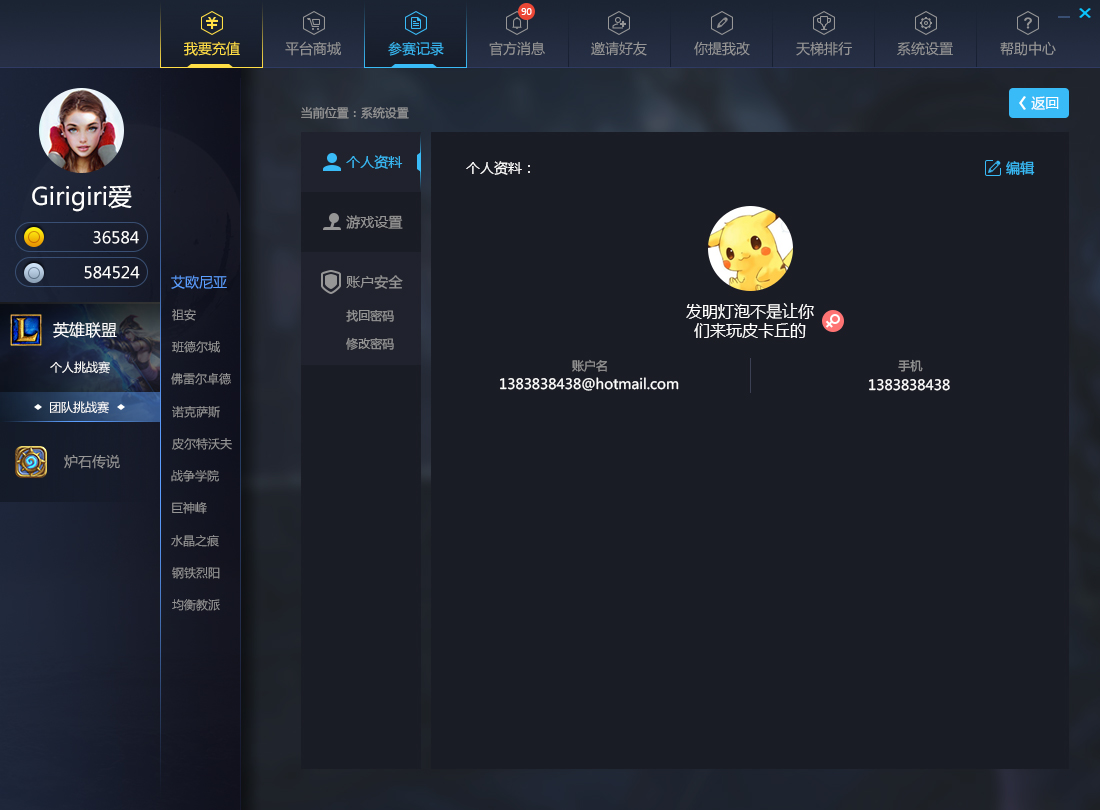 我要充值
平台商城
参赛记录
官方消息
90
邀请好友
你提我改
天梯排行
系统设置
帮助中心
Girigiri爱
36584
584524
英雄联盟
个人挑战赛
团队挑战赛
炉石传说
艾欧尼亚
祖安
班德尔城
佛雷尔卓德
诺克萨斯
皮尔特沃夫
战争学院
巨神峰
水晶之痕
钢铁烈阳
均衡教派
当前位置：系统设置
返回
个人资料
游戏设置
账户安全
找回密码
修改密码
个人资料：
编辑
发明灯泡不是让你
们来玩皮卡丘的
账户名
1383838438@hotmail.com
手机
1383838438